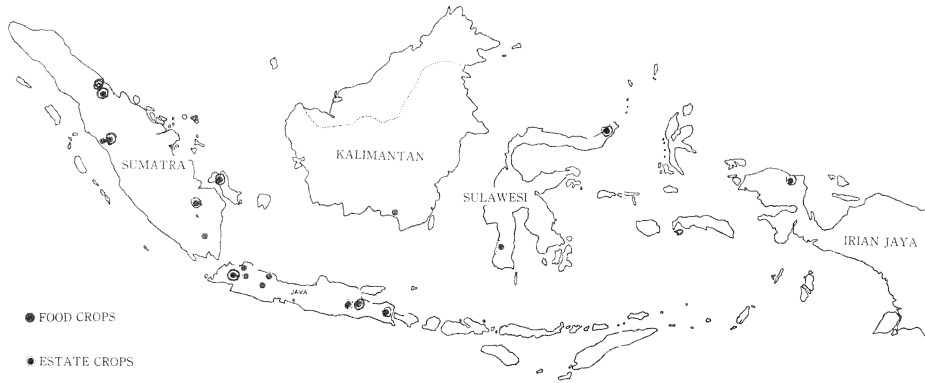 KALIMANTAN
SUMATRA
SULAWESI
IRIAN JAYA
JAVA
FOOD CROPS
ESTATE CROPS